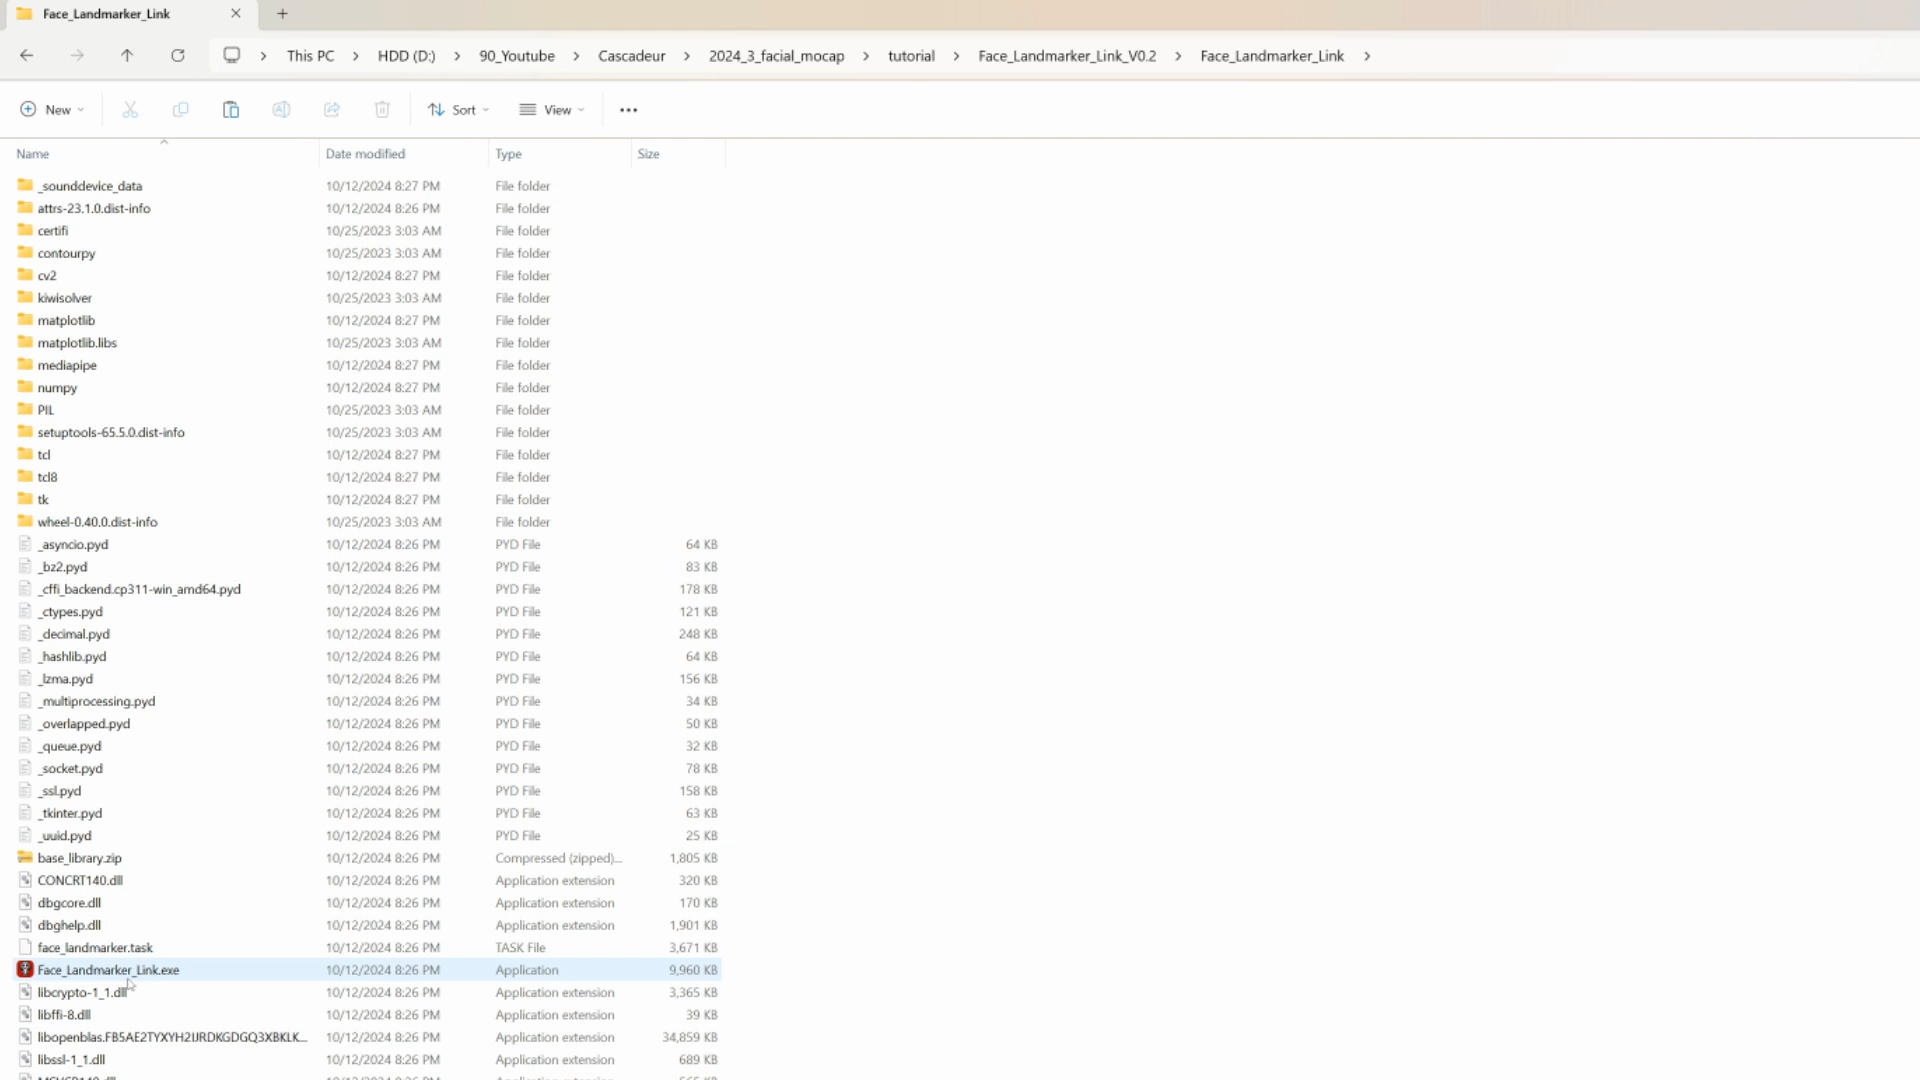 Face_Landmarker_Link
This PC > HDD (D:) > 90_Youtube > Cascadeur > 2024_3_facial_mocap > tutorial > Face_Landmarker_Link_V0.2 > Face_Landmarker_Link >
New Sort View
Name Date modified Type Size
_sounddevice_data 10/12/2024 8:27 PM File folder
attrs-23.1.0.dist-info 10/12/2024 8:26 PM File folder
certifi 10/25/2023 3:03 AM File folder
contourpy 10/25/2023 3:03 AM File folder
cv2 10/12/2024 8:27 PM File folder
kiwisolver 10/25/2023 3:03 AM File folder
matplotlib 10/12/2024 8:27 PM File folder
matplotlib.libs 10/25/2023 3:03 AM File folder
mediapipe 10/12/2024 8:27 PM File folder
numpy 10/12/2024 8:27 PM File folder
PIL 10/25/2023 3:03 AM File folder
setuptools-65.5.0.dist-info 10/25/2023 3:03 AM File folder
tcl 10/12/2024 8:27 PM File folder
tcl8 10/12/2024 8:27 PM File folder
tk 10/12/2024 8:27 PM File folder
wheel-0.40.0.dist-info 10/25/2023 3:03 AM File folder
_asyncio.pyd 10/12/2024 8:26 PM PYD File 64 KB
_bz2.pyd 10/12/2024 8:26 PM PYD File 83 KB
_cffi_backend.cp311-win_amd64.pyd 10/12/2024 8:26 PM PYD File 178 KB
_ctypes.pyd 10/12/2024 8:26 PM PYD File 121 KB
_decimal.pyd 10/12/2024 8:26 PM PYD File 248 KB
_hashlib.pyd 10/12/2024 8:26 PM PYD File 64 KB
_lzma.pyd 10/12/2024 8:26 PM PYD File 156 KB
_multiprocessing.pyd 10/12/2024 8:26 PM PYD File 34 KB
_overlapped.pyd 10/12/2024 8:26 PM PYD File 50 KB
_queue.pyd 10/12/2024 8:26 PM PYD File 32 KB
_socket.pyd 10/12/2024 8:26 PM PYD File 78 KB
_ssl.pyd 10/12/2024 8:26 PM PYD File 158 KB
_tkinter.pyd 10/12/2024 8:26 PM PYD File 63 KB
_uuid.pyd 10/12/2024 8:26 PM PYD File 25 KB
base_library.zip 10/12/2024 8:26 PM Compressed (zipped)... 1,805 KB
CONCRT140.dll 10/12/2024 8:26 PM Application extension 320 KB
dbgcore.dll 10/12/2024 8:26 PM Application extension 170 KB
dbghelp.dll 10/12/2024 8:26 PM Application extension 1,901 KB
face_landmarker.task 10/12/2024 8:26 PM TASK File 3,671 KB
Face_Landmarker_Link.exe 10/12/2024 8:26 PM Application 9,960 KB
libcrypto-1_1.dll 10/12/2024 8:26 PM Application extension 3,365 KB
libffi-8.dll 10/12/2024 8:26 PM Application extension 39 KB
libopenblas.FB5AE2TYXYH2IJRDKGDGQ3XBKLK... 10/12/2024 8:26 PM Application extension 34,859 KB
libssl-1_1.dll 10/12/2024 8:26 PM Application extension 689 KB